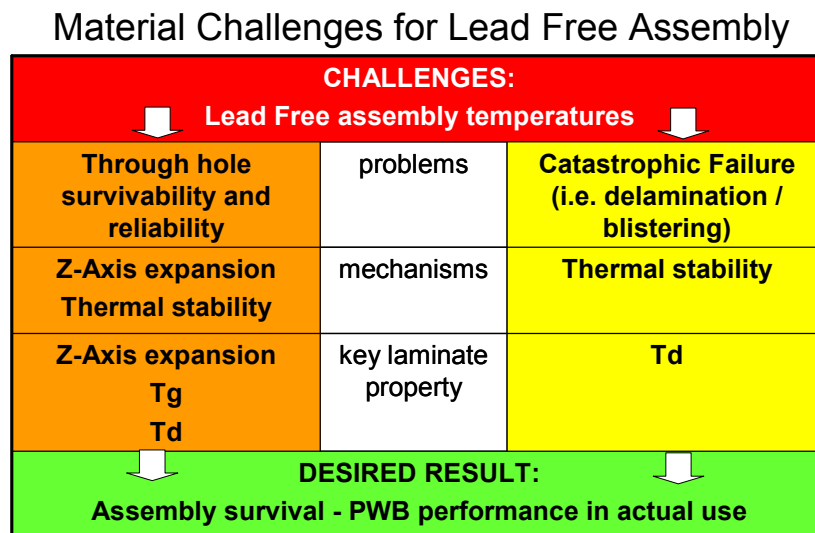 Material Challenges for Lead Free Assembly
CHALLENGES:
Lead Free assembly temperatures
Through hole
survivability and
reliability
problems
Catastrophic Failure
(i.e. delamination /
blistering)
Z-Axis expansion
Thermal stability
mechanisms
Thermal stability
Z-Axis expansion
Tg
Td
key laminate
property
Td
DESIRED RESULT:
Assembly survival - PWB performance in actual use